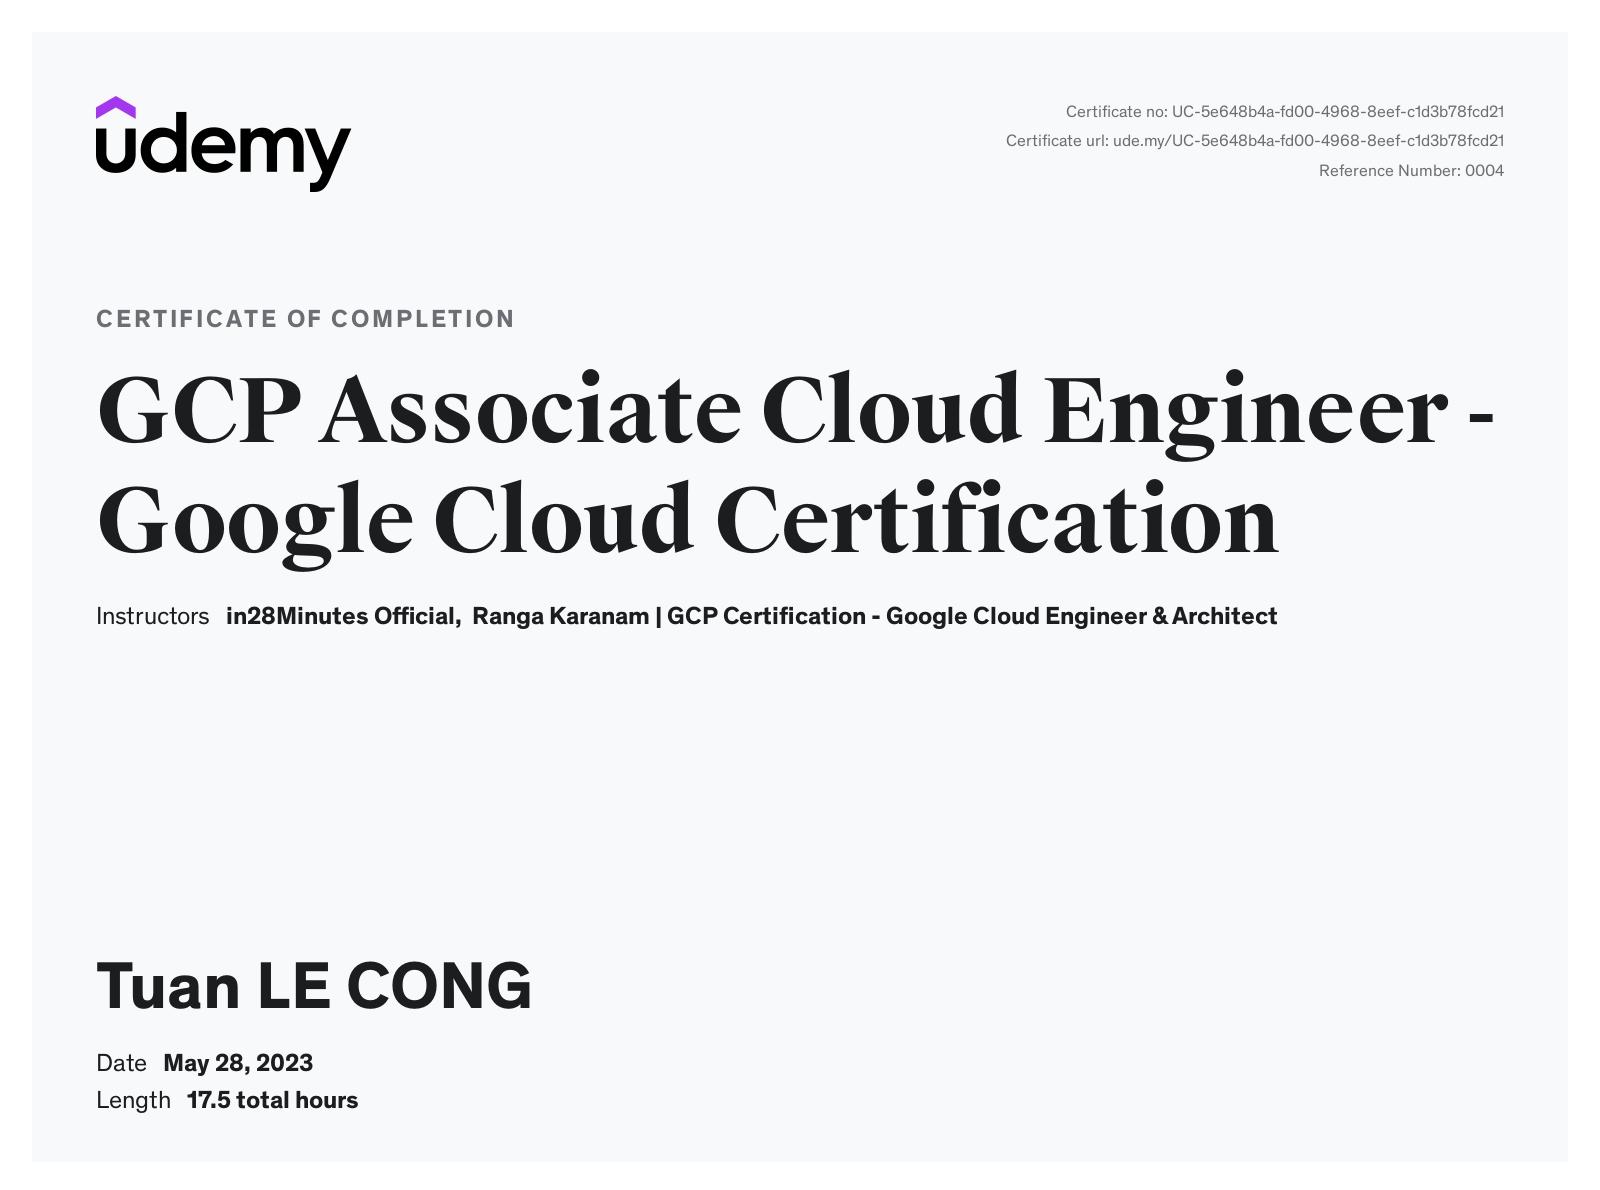 udemy
Certificate no: UC-5e648b4a-fd00-4968-8eef-c1d3b78fcd21
Certificate url: ude.my/UC-5e648b4a-fd00-4968-8eef-c1d3b78fcd21
Reference Number: 0004
CERTIFICATE OF COMPLETION
GCP Associate Cloud Engineer -
Google Cloud Certification
Instructors in28Minutes Official, Ranga Karanam | GCP Certification - Google Cloud Engineer & Architect
Tuan LE CONG
Date May 28, 2023
Length 17.5 total hours